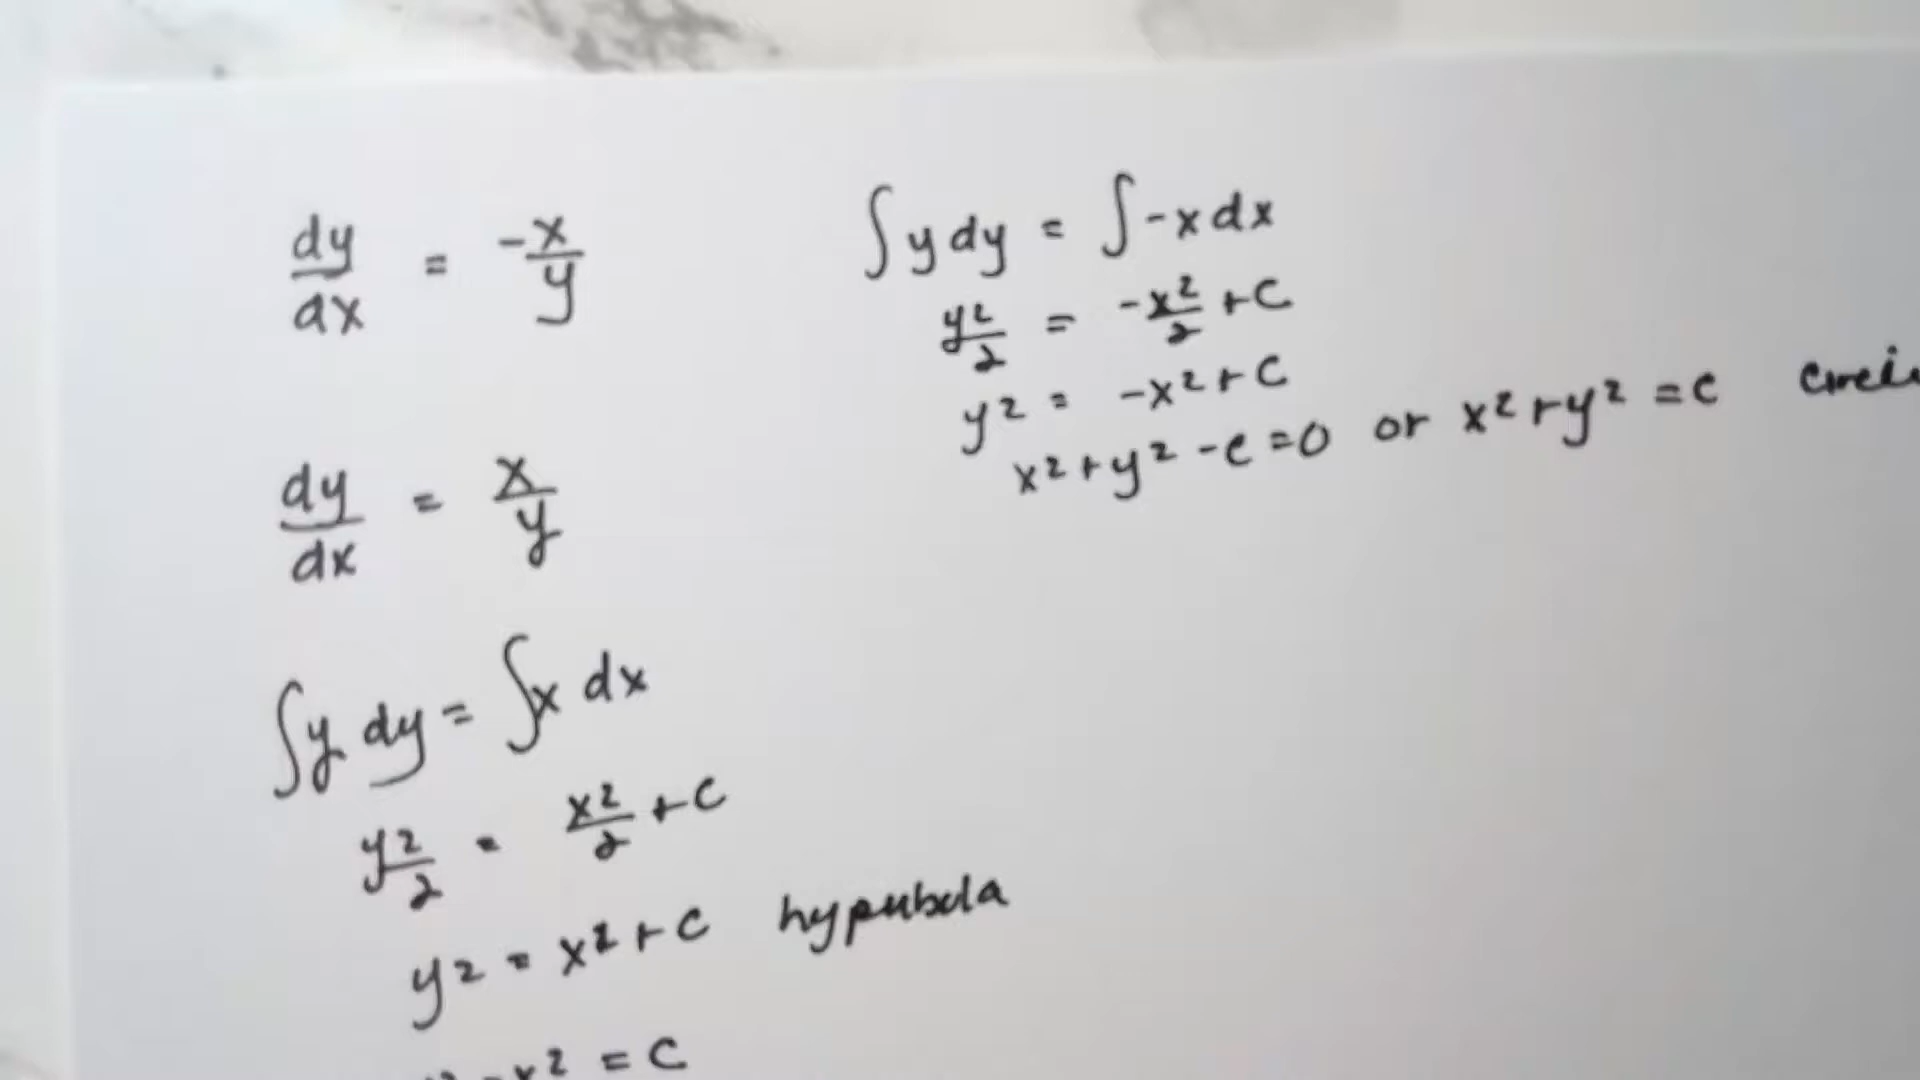 dy/dx = -x/y
∫y dy = ∫-x dx
y²/2 = -x²/2 + C
y² = -x² + C
x² + y² - c = 0 or x² + y² = c
dy/dx = x/y
∫y dy = ∫x dx
y²/2 = x²/2 + C
y² = x² + C hyperbola
x² = C